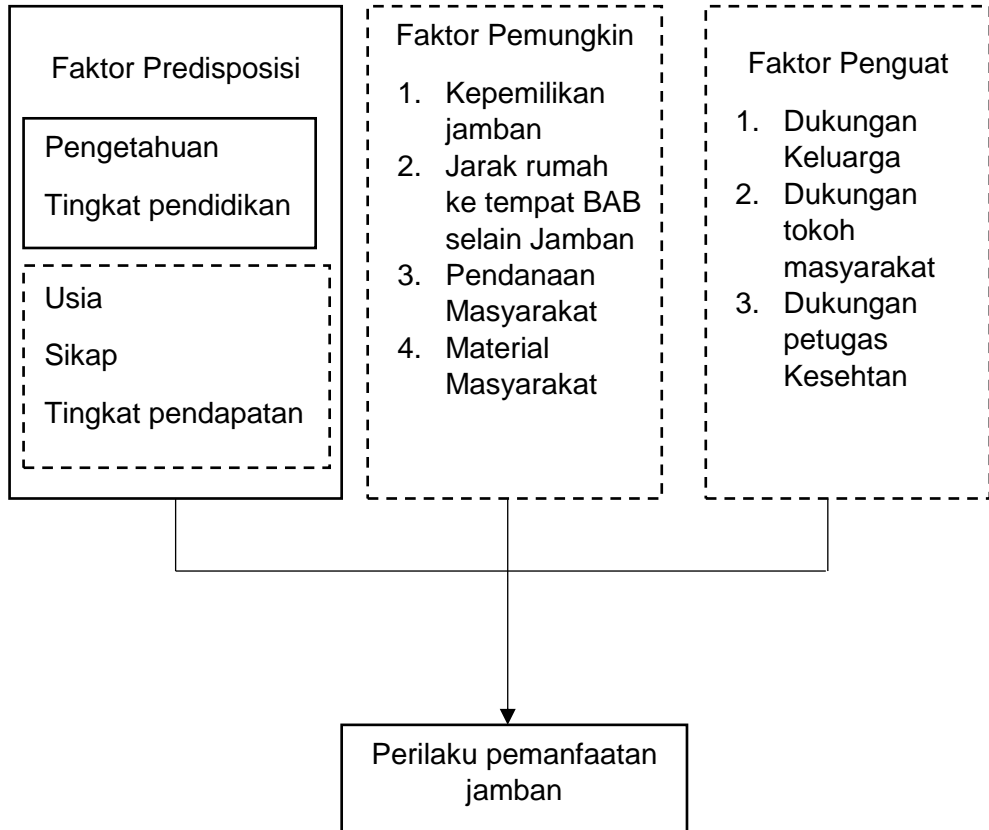 Faktor Predisposisi
Pengetahuan
Tingkat pendidikan
Usia
Sikap
Tingkat pendapatan
Faktor Pemungkin
1. Kepemilikan
jamban
2. Jarak rumah
ke tempat BAB
selain Jamban
3. Pendanaan
Masyarakat
4. Material
Masyarakat
Faktor Penguat
1. Dukungan
Keluarga
2. Dukungan
tokoh
masyarakat
3. Dukungan
petugas
Kesehtan
Perilaku pemanfaatan
jamban